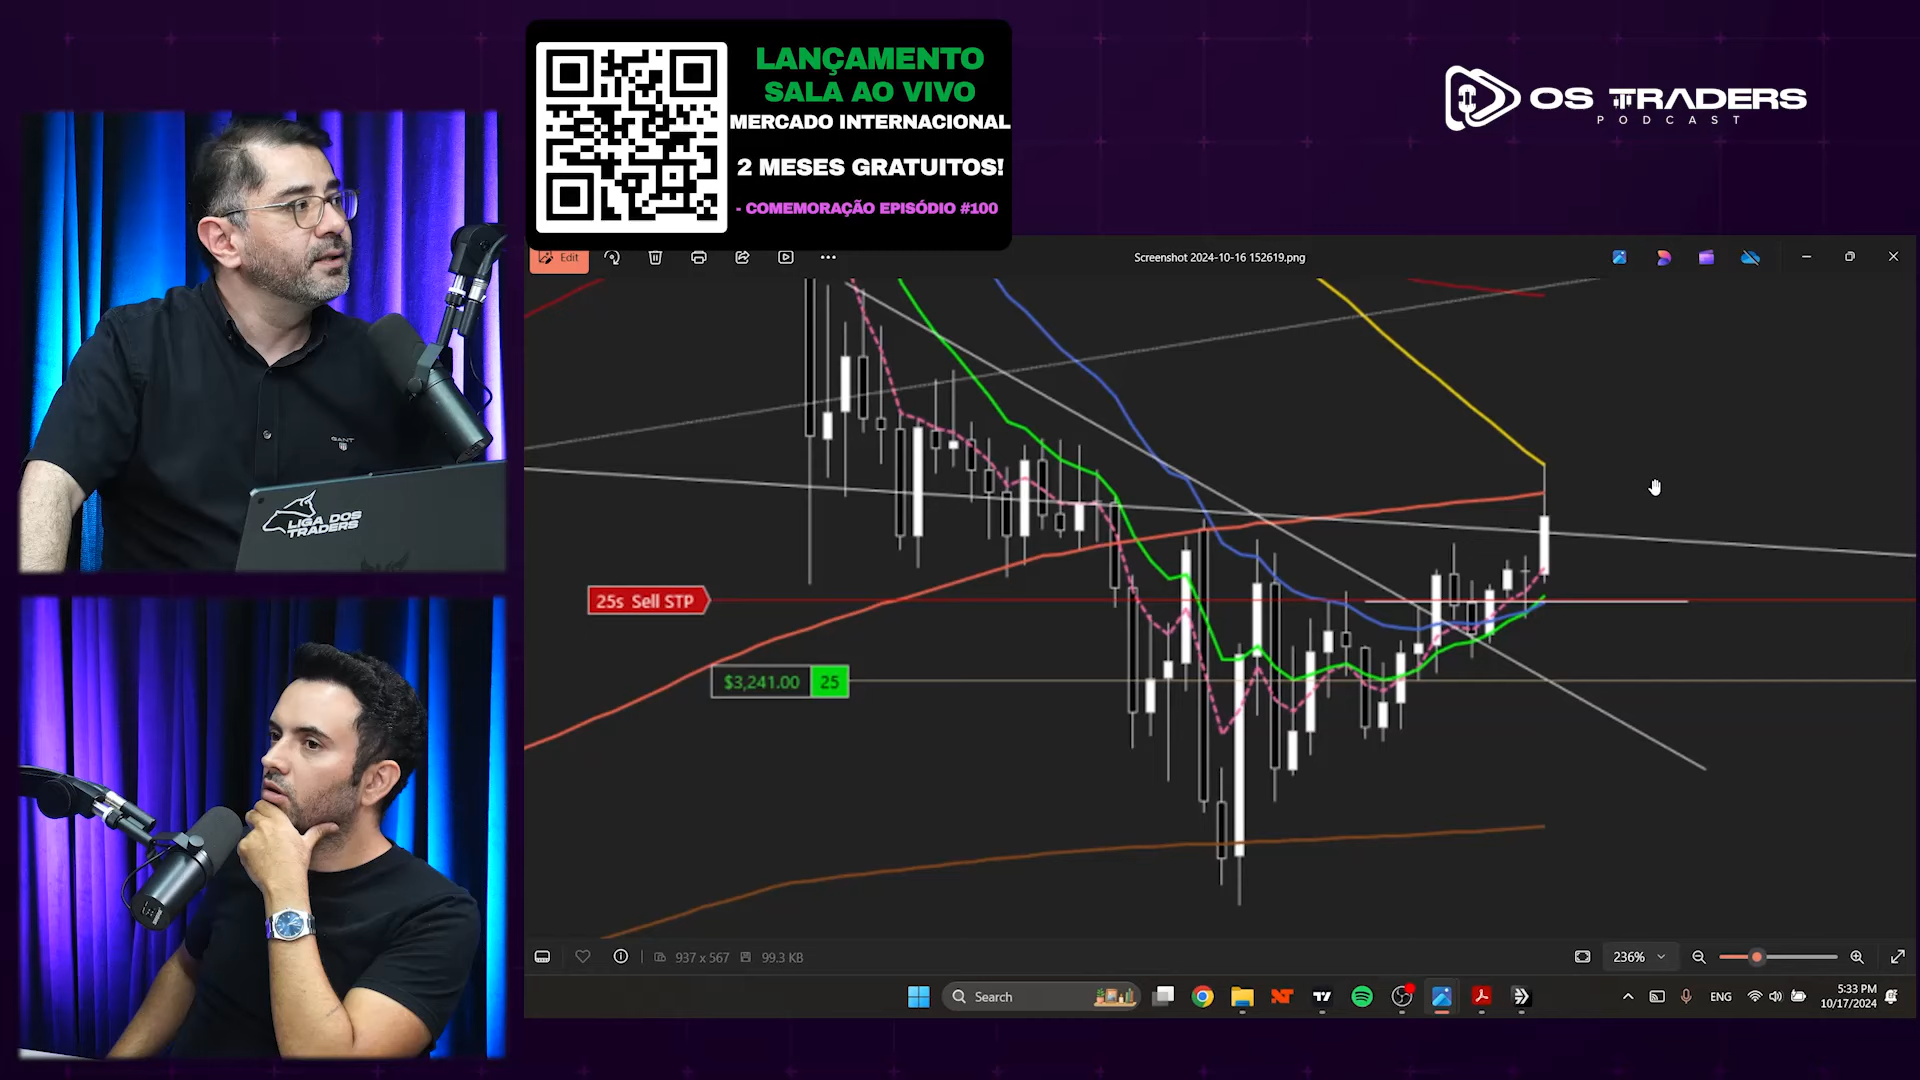 LANÇAMENTO
SALA AO VIVO
MERCADO INTERNACIONAL
2 MESES GRATUITOS!
- COMEMORAÇÃO EPISÓDIO #100
OS TRADERS
PODCAST
Edit
Screenshot 2024-10-16 152619.png
GANT
LIGA DOS
TRADERS
25s Sell STP
$3,241.00 25
937 x 567 99.3 KB
236%
Search
ENG
5:33 PM
10/17/2024